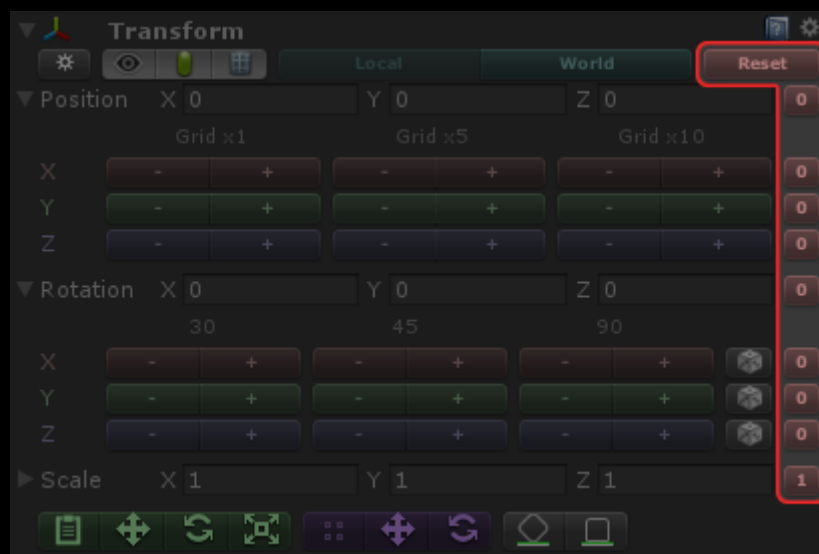 Transform ?
Local World Reset
Position X 0 Y 0 Z 0 0
Grid x1 Grid x5 Grid x10
X - + - + - + 0
Y - + - + - + 0
Z - + - + - + 0
Rotation X 0 Y 0 Z 0 0
30 45 90
X - + - + - + 0
Y - + - + - + 0
Z - + - + - + 0
Scale X 1 Y 1 Z 1 1